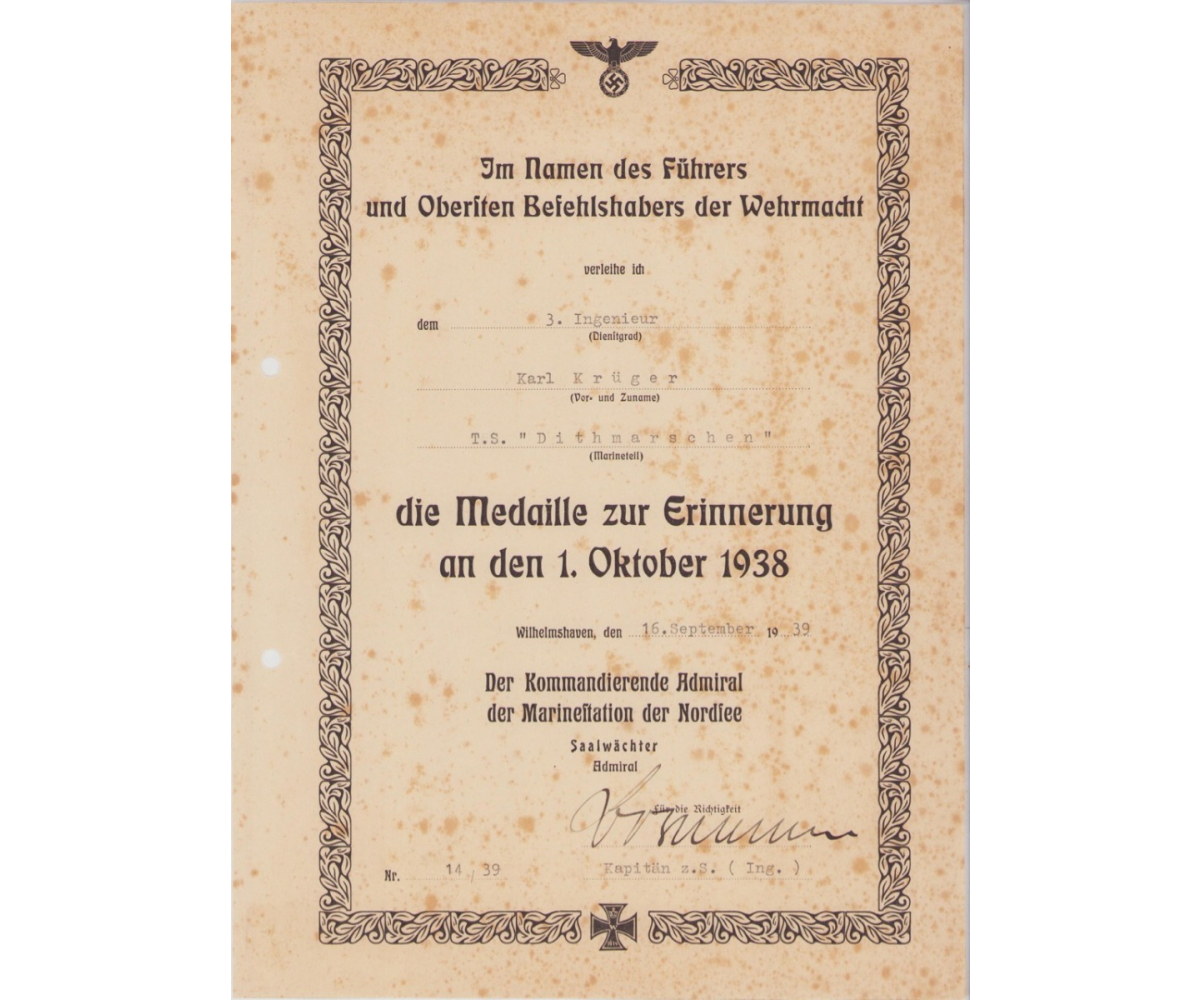 Im Namen des Führers
und Obersten Befehlshabers der Wehrmacht
verleihe ich
dem 3. Ingenieur
(Dienstgrad)
Karl Krüger
(Vor- und Zuname)
T.S. "Dithmarschen"
(Marineteil)
die Medaille zur Erinnerung
an den 1. Oktober 1938
Wilhelmshaven, den 16.September 19 39
Der Kommandierende Admiral
der Marinestation der Nordsee
Saalwächter
Admiral
Für die Richtigkeit
Kapitän z.S. ( Ing. )
Nr. 14 / 39